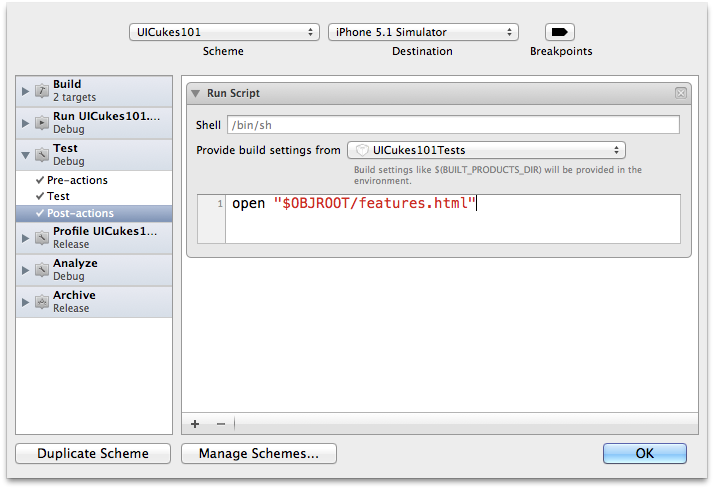 UICukes101
iPhone 5.1 Simulator
Scheme
Destination
Breakpoints
Build
2 targets
Run UICukes101....
Debug
Test
Debug
Pre-actions
Test
Post-actions
Profile UICukes1...
Release
Analyze
Debug
Archive
Release
Run Script
Shell /bin/sh
Provide build settings from UICukes101Tests
Build settings like $(BUILT_PRODUCTS_DIR) will be provided in the
environment.
1 open "$OBJROOT/features.html"
Duplicate Scheme
Manage Schemes...
OK